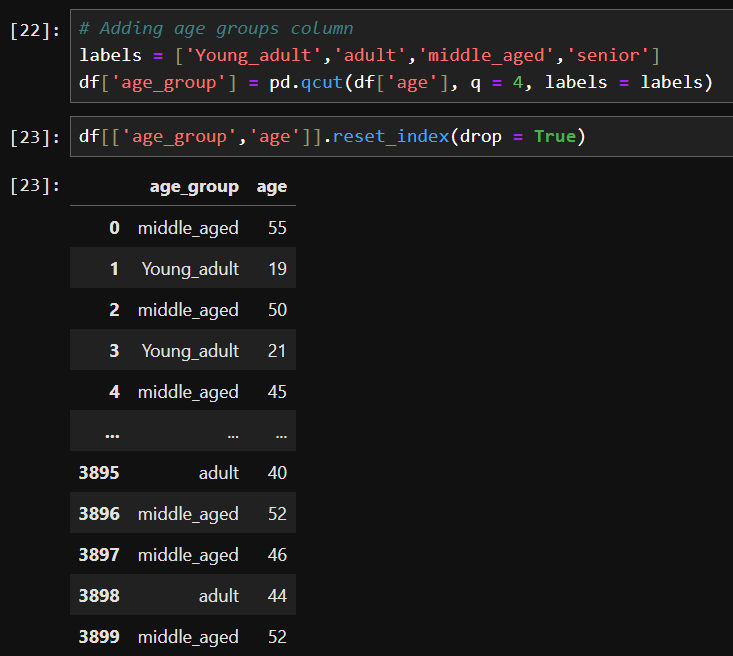 [22]: # Adding age groups column
labels = ['Young_adult','adult','middle_aged','senior']
df['age_group'] = pd.qcut(df['age'], q = 4, labels = labels)
[23]: df[['age_group','age']].reset_index(drop = True)
[23]: age_group age
0 middle_aged 55
1 Young_adult 19
2 middle_aged 50
3 Young_adult 21
4 middle_aged 45
... ... ...
3895 adult 40
3896 middle_aged 52
3897 middle_aged 46
3898 adult 44
3899 middle_aged 52